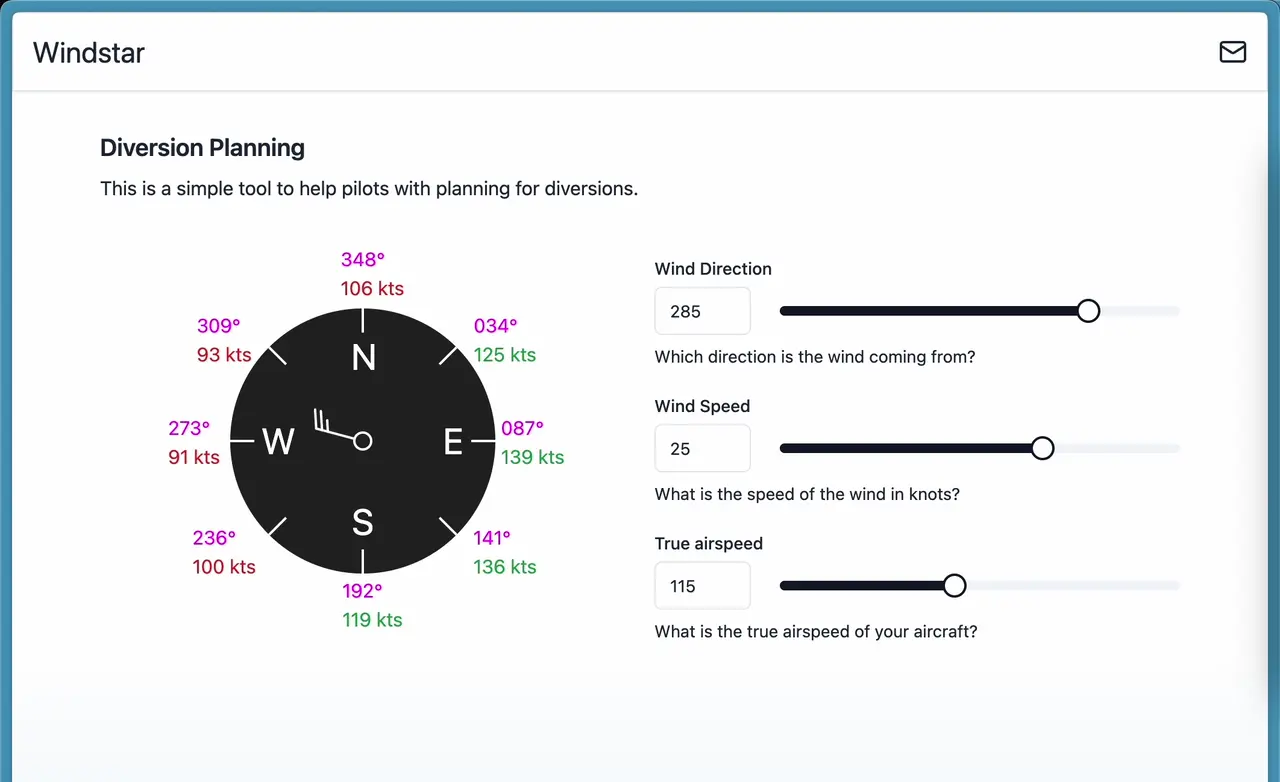 Windstar
Diversion Planning
This is a simple tool to help pilots with planning for diversions.
348°
106 kts
309°
93 kts
034°
125 kts
N
273°
91 kts
W
E
087°
139 kts
S
236°
100 kts
141°
136 kts
192°
119 kts
Wind Direction
285
Which direction is the wind coming from?
Wind Speed
25
What is the speed of the wind in knots?
True airspeed
115
What is the true airspeed of your aircraft?